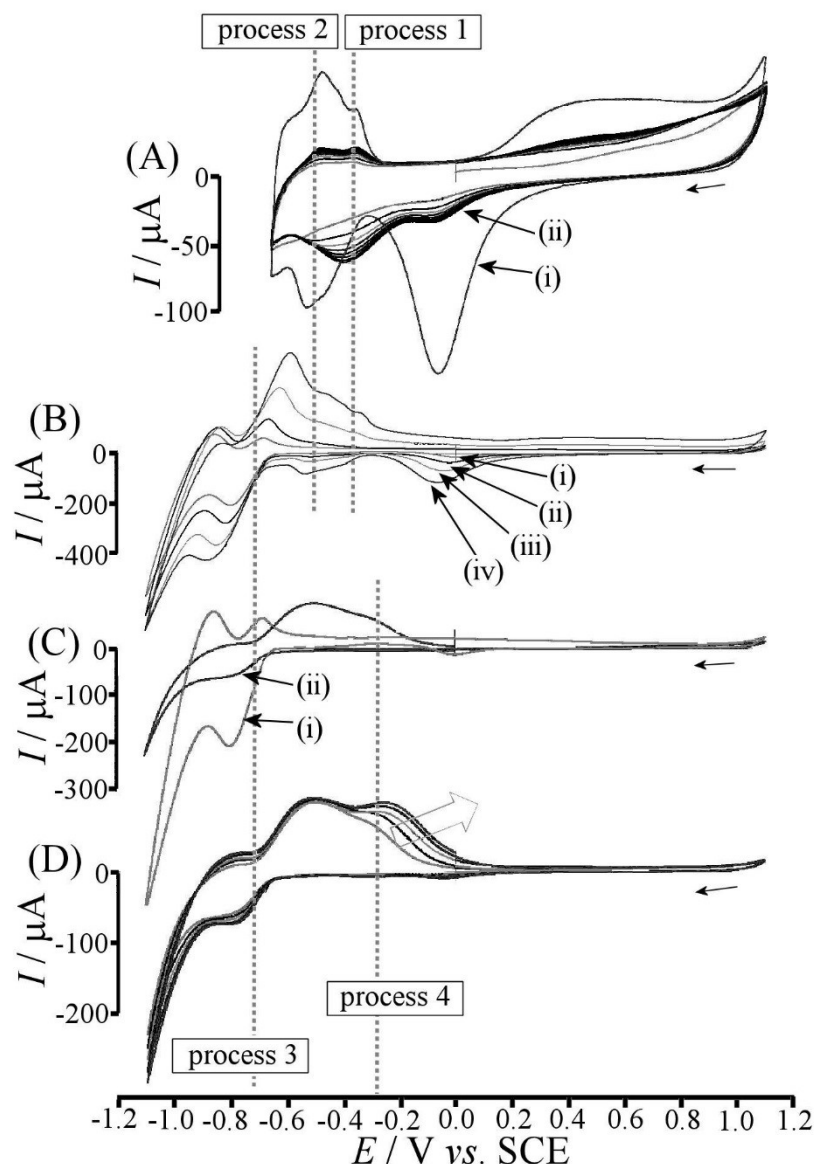 process 2 process 1
(A)
0
-50
-100
I / μA
(ii)
(i)
(B)
0
-200
-400
I / μA
(i)
(ii)
(iii)
(iv)
(C)
0
-100
-200
-300
I / μA
(ii)
(i)
(D)
0
-100
-200
I / μA
process 4
process 3
-1.2 -1.0 -0.8 -0.6 -0.4 -0.2 0.0 0.2 0.4 0.6 0.8 1.0 1.2
E / V vs. SCE